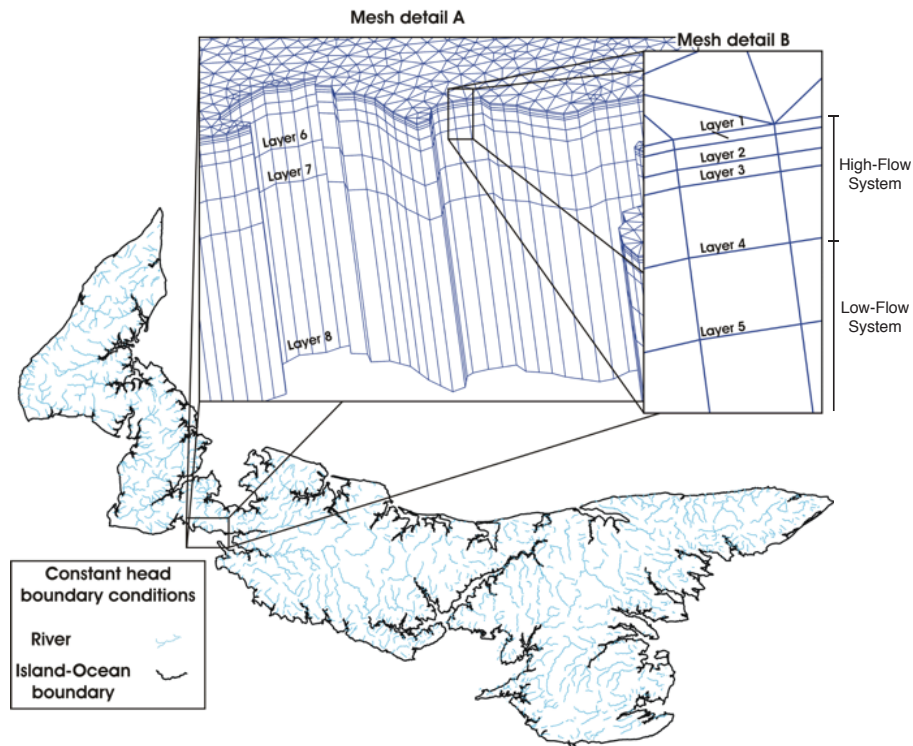 Mesh detail A
Mesh detail B
Layer 6
Layer 7
Layer 8
Layer 1
Layer 2
Layer 3
Layer 4
Layer 5
High-Flow
System
Low-Flow
System
Constant head
boundary conditions
River
Island-Ocean
boundary